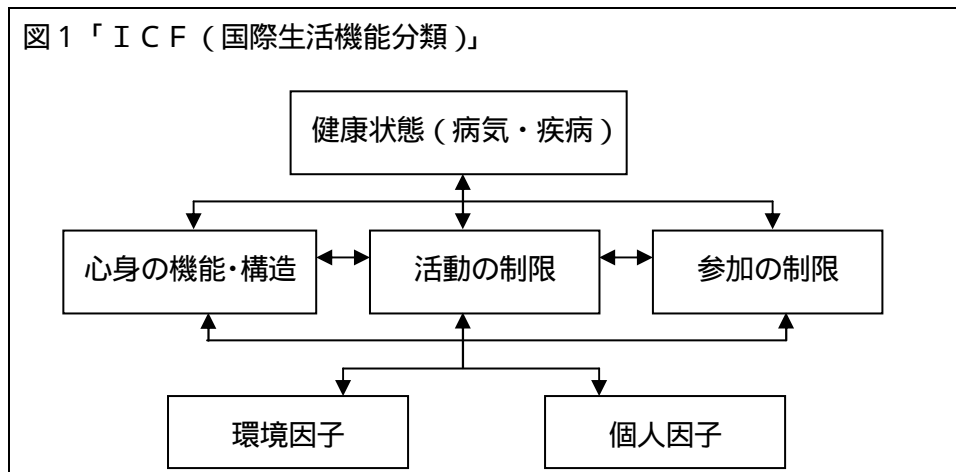 図1「ICF(国際生活機能分類)」
健康状態(病気・疾病)
心身の機能・構造
活動の制限
参加の制限
環境因子
個人因子